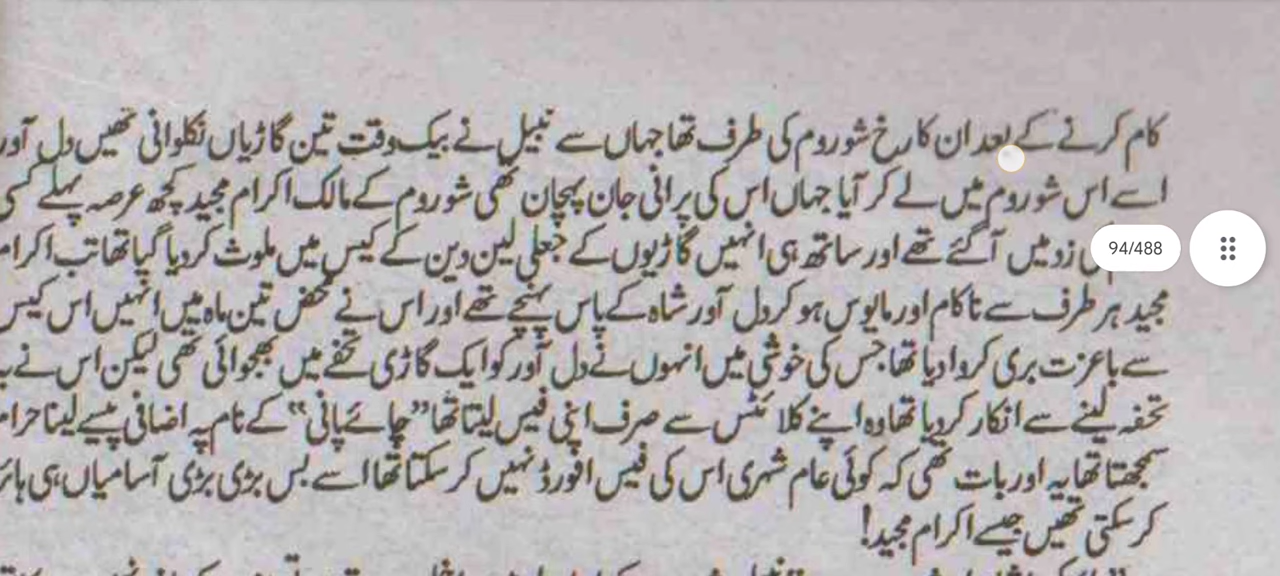 کام کرنے کے بعد ان کا رخ شوروم کی طرف تھا جہاں سے نبیل نے بیک وقت تین گاڑیاں نکلوانی تھیں دل آور
اسے اس شوروم میں لے کر آیا جہاں اس کی پرانی جان پہچان تھی شوروم کے مالک اکرام مجید کچھ عرصہ پہلے کسی
زد میں آ گئے تھے اور ساتھ ہی انہیں گاڑیوں کے جعلی لین دین کے کیس میں ملوث کر دیا گیا تھا تب اکرام
94/488
مجید ہر طرف سے ناکام اور مایوس ہو کر دل آور شاہ کے پاس پہنچے تھے اور اس نے محض تین ماہ میں انہیں اس کیس
سے باعزت بری کروا دیا تھا جس کی خوشی میں انہوں نے دل آور کو ایک گاڑی تحفے میں بھجوائی تھی لیکن اس نے
تحفہ لینے سے انکار کر دیا تھا وہ اپنے کلائنٹس سے صرف اپنی فیس لیتا تھا ”چائے پانی“ کے نام پہ اضافی پیسے لینا حرام
سمجھتا تھا یہ اور بات تھی کہ کوئی عام شہری اس کی فیس افورڈ نہیں کر سکتا تھا اسے بس بڑی بڑی آسامیاں ہی
کر سکتی تھیں جیسے اکرام مجید!